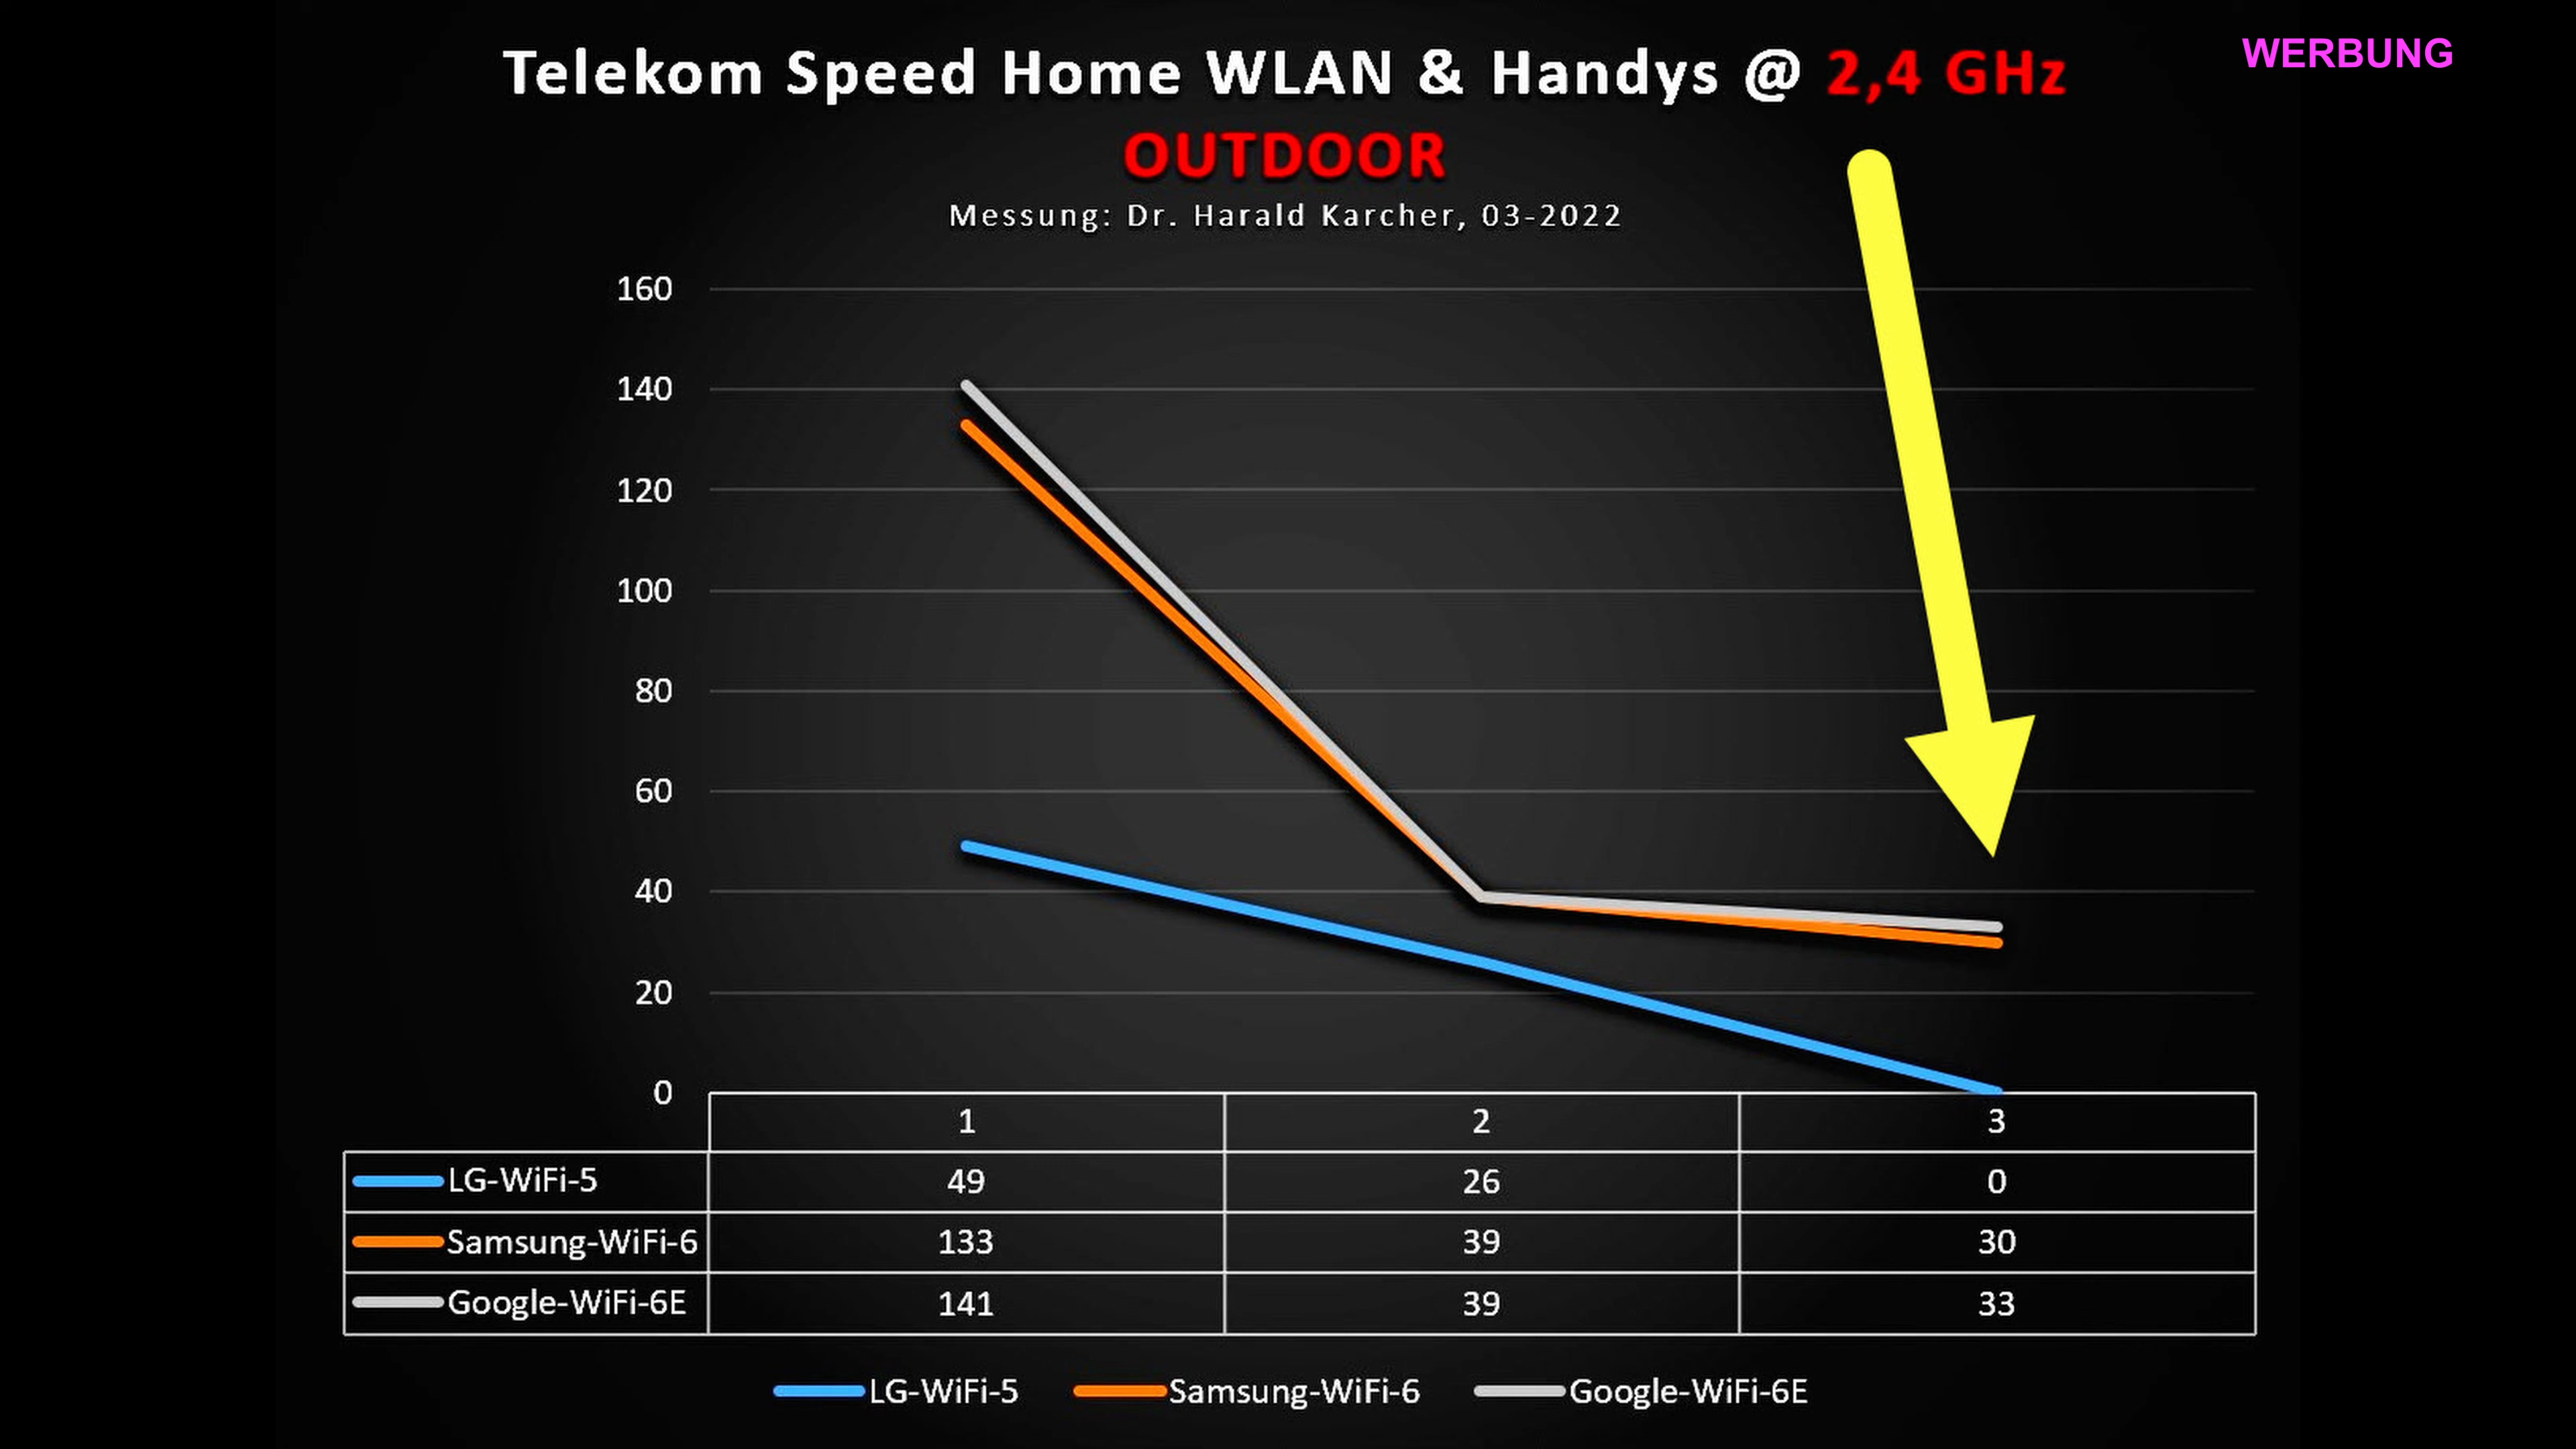 Telekom Speed Home WLAN & Handys @ 2,4 GHz
WERBUNG
OUTDOOR
Messung: Dr. Harald Karcher, 03-2022
160
140
120
100
80
60
40
20
0
1 2 3
LG-WiFi-5 49 26 0
Samsung-WiFi-6 133 39 30
Google-WiFi-6E 141 39 33
LG-WiFi-5 Samsung-WiFi-6 Google-WiFi-6E